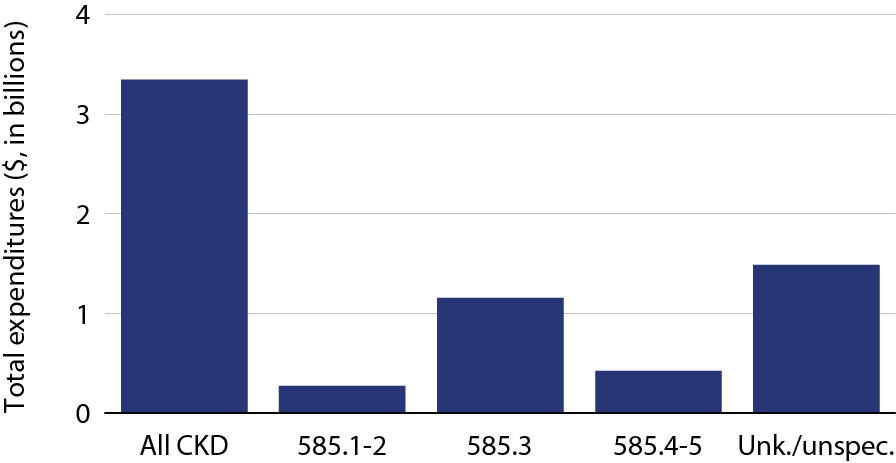 Total expenditures ($, in billions)
4
3
2
1
0
All CKD
585.1-2
585.3
585.4-5
Unk./unspec.